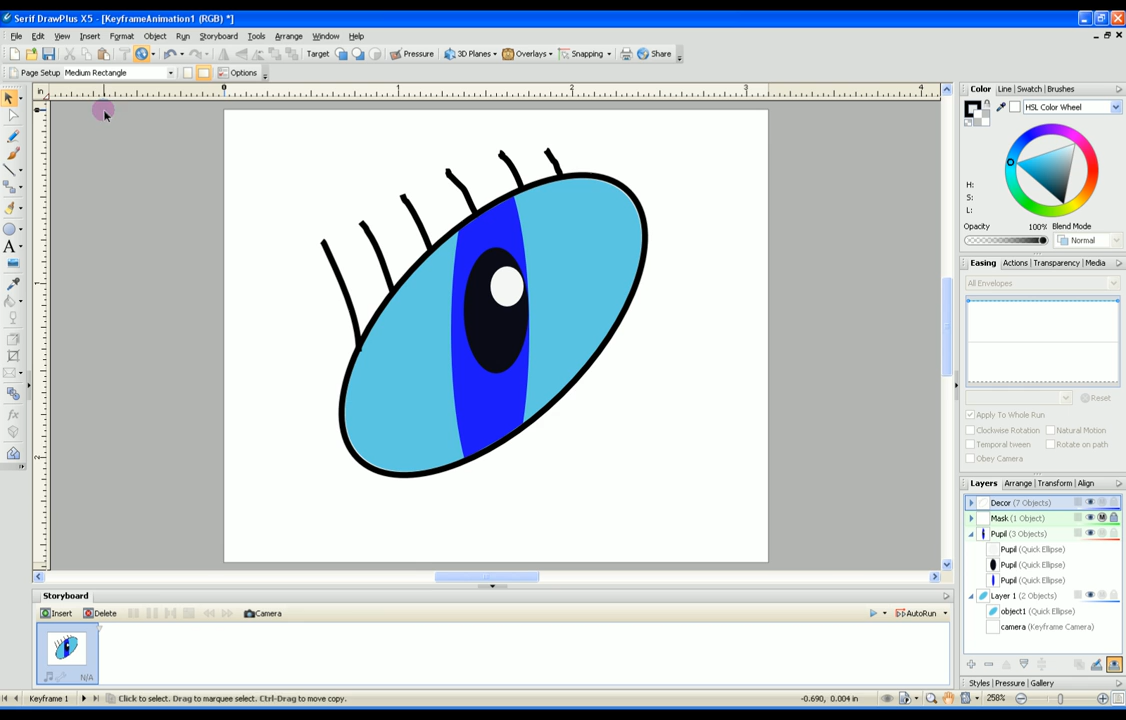 Serif DrawPlus X5 - [KeyframeAnimation1 (RGB) *]
File Edit View Insert Format Object Run Storyboard Tools Arrange Window Help
Target Pressure 3D Planes Overlays Snapping Share
Page Setup Medium Rectangle Options
in 0 1 2 3 4
1
2
Color Line Swatch Brushes
HSL Color Wheel
H:
S:
L:
Opacity 100% Blend Mode
Normal
Easing Actions Transparency Media
All Envelopes
Reset
Apply To Whole Run
Clockwise Rotation Natural Motion
Temporal tween Rotate on path
Obey Camera
Layers Arrange Transform Align
Decor (7 Objects)
Mask (1 Object)
Pupil (3 Objects)
Pupil (Quick Ellipse)
Pupil (Quick Ellipse)
Pupil (Quick Ellipse)
Layer 1 (2 Objects)
object1 (Quick Ellipse)
camera (Keyframe Camera)
Storyboard
Insert Delete Camera AutoRun
N/A
Styles Pressure Gallery
Keyframe 1 Click to select. Drag to marquee select. Ctrl-Drag to move copy. -0.690, 0.004 in 258%